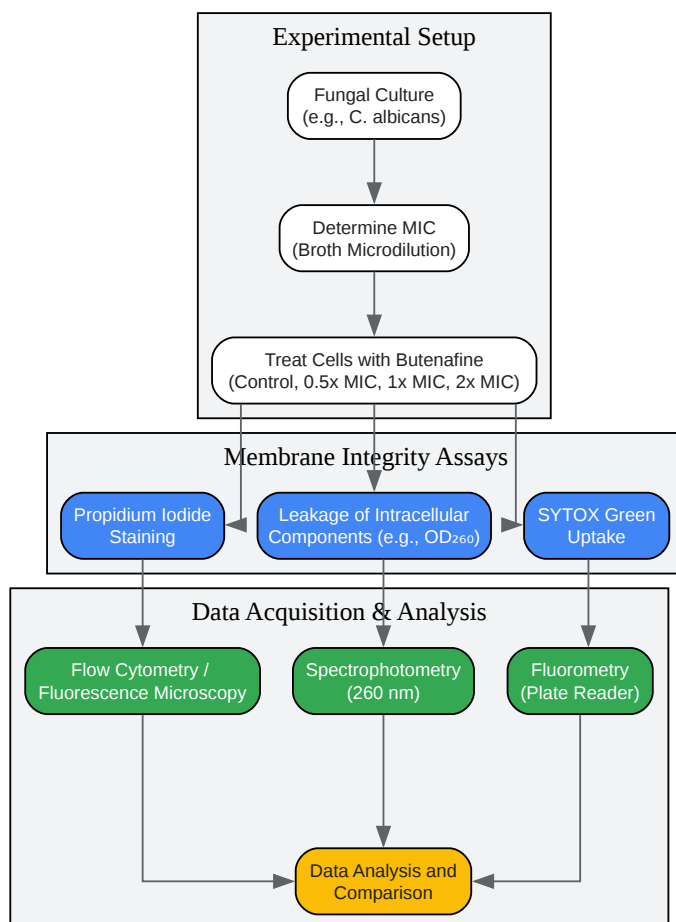 Experimental Setup
Fungal Culture
(e.g., C. albicans)
Determine MIC
(Broth Microdilution)
Treat Cells with Butenafine
(Control, 0.5x MIC, 1x MIC, 2x MIC)
Membrane Integrity Assays
Propidium Iodide
Staining
Leakage of Intracellular
Components (e.g., OD₂₆₀)
SYTOX Green
Uptake
Data Acquisition & Analysis
Flow Cytometry /
Fluorescence Microscopy
Spectrophotometry
(260 nm)
Fluorometry
(Plate Reader)
Data Analysis and
Comparison